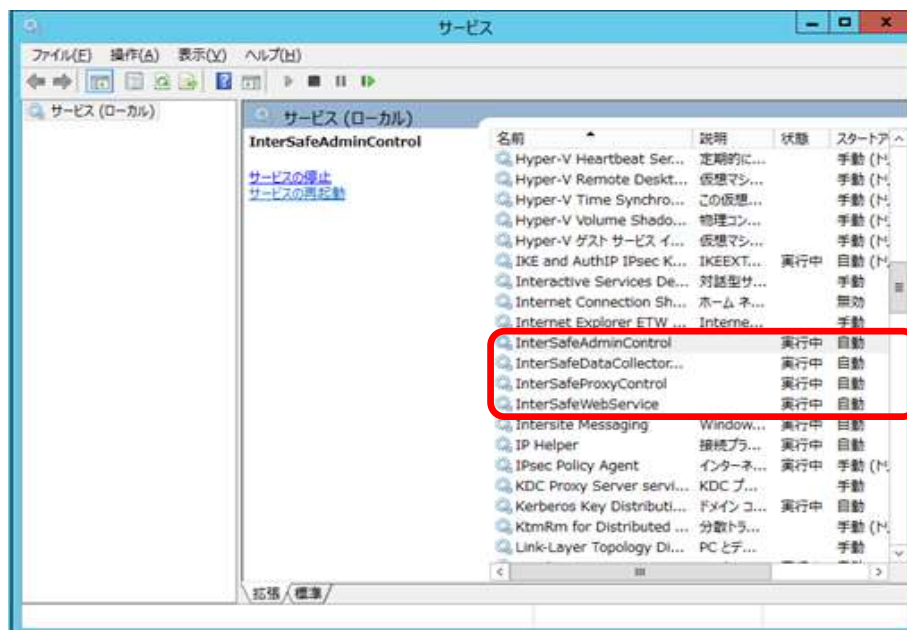 サービス
ファイル(F) 操作(A) 表示(V) ヘルプ(H)
サービス (ローカル)
サービス (ローカル)
InterSafeAdminControl
サービスの停止
サービスの再起動
名前 説明 状態 スタートア
Hyper-V Heartbeat Ser... 定期的に... 手動 (ト
Hyper-V Remote Deskt... 仮想マシ... 手動 (ト
Hyper-V Time Synchro... この仮想... 手動 (ト
Hyper-V Volume Shado... 物理コン... 手動 (ト
Hyper-V ゲスト サービス イ... 仮想マシ... 手動 (ト
IKE and AuthIP IPsec K... IKEEXT... 実行中 自動 (ト
Interactive Services De... 対話型サ... 手動
Internet Connection Sh... ホーム ネ... 無効
Internet Explorer ETW ... Interne... 手動
InterSafeAdminControl 実行中 自動
InterSafeDataCollector... 実行中 自動
InterSafeProxyControl 実行中 自動
InterSafeWebService 実行中 自動
Intersite Messaging Window... 実行中 自動
IP Helper 接続プラ... 実行中 自動
IPsec Policy Agent インターネ... 実行中 手動 (ト
KDC Proxy Server servi... KDC プ... 手動
Kerberos Key Distributi... ドメイン コ... 実行中 自動
KtmRm for Distributed ... 分散トラ... 手動 (ト
Link-Layer Topology Di... PC とデ... 手動
拡張 標準